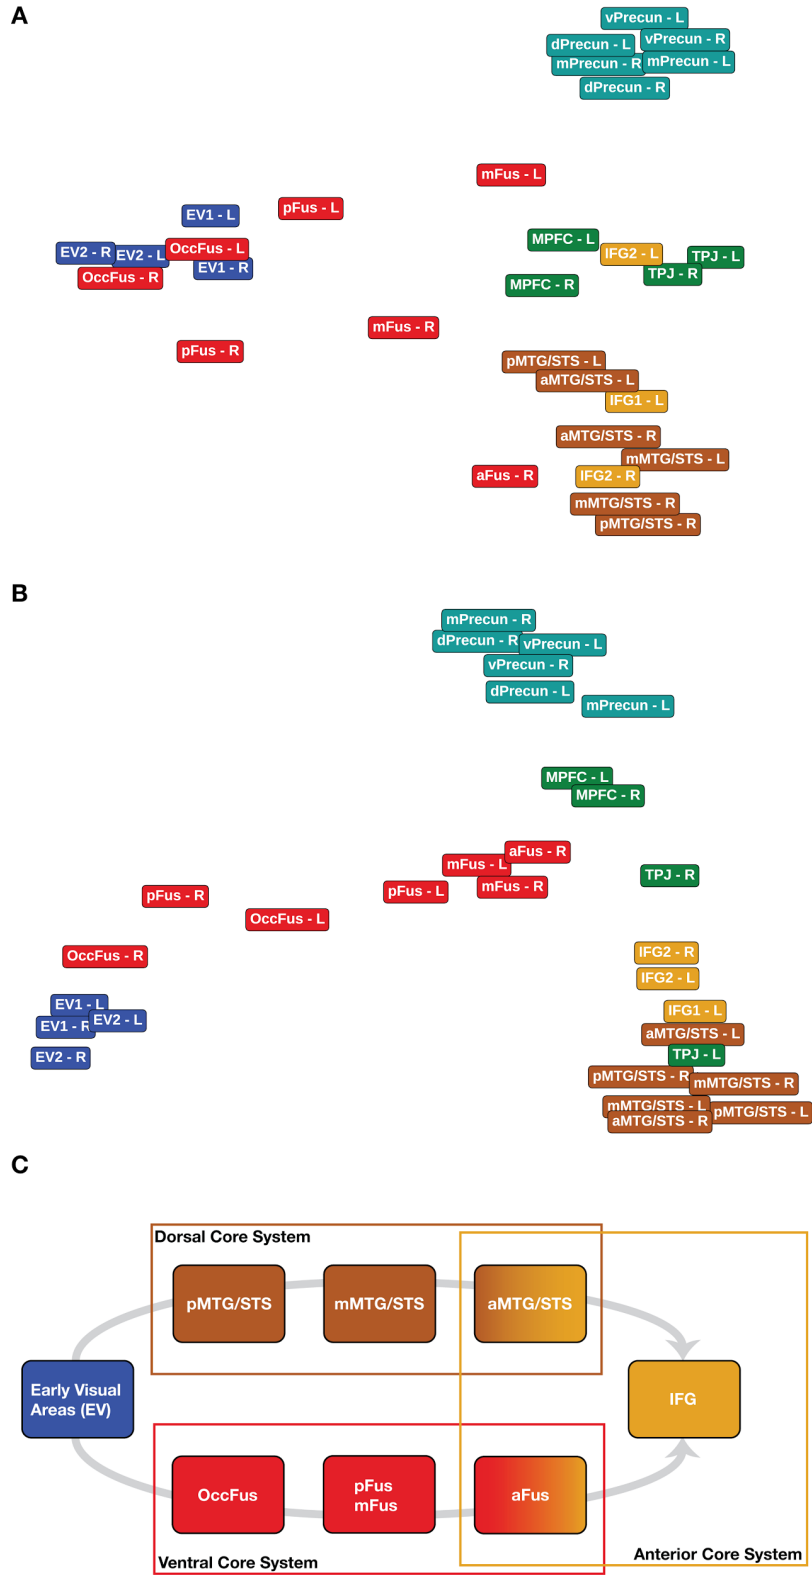 A
vPrecun - L
vPrecun - R
dPrecun - L
mPrecun - R
mPrecun - L
dPrecun - R
mFus - L
pFus - L
EV1 - L
MPFC - L
OccFus - L
EV2 - R
EV2 - L
IFG2 - L
TPJ - L
EV1 - R
TPJ - R
OccFus - R
MPFC - R
mFus - R
pFus - R
pMTG/STS - L
aMTG/STS - L
IFG1 - L
aMTG/STS - R
mMTG/STS - L
aFus - R
IFG2 - R
mMTG/STS - R
pMTG/STS - R
B
mPrecun - R
dPrecun - R
vPrecun - L
vPrecun - R
dPrecun - L
mPrecun - L
MPFC - L
MPFC - R
aFus - R
mFus - L
TPJ - R
mFus - R
pFus - L
pFus - R
OccFus - L
OccFus - R
IFG2 - R
IFG2 - L
EV1 - L
IFG1 - L
EV2 - L
EV1 - R
aMTG/STS - L
TPJ - L
EV2 - R
pMTG/STS - R
mMTG/STS - R
mMTG/STS - L
pMTG/STS - L
aMTG/STS - R
C
Dorsal Core System
pMTG/STS
mMTG/STS
aMTG/STS
Early Visual
Areas (EV)
IFG
OccFus
pFus
mFus
aFus
Anterior Core System
Ventral Core System